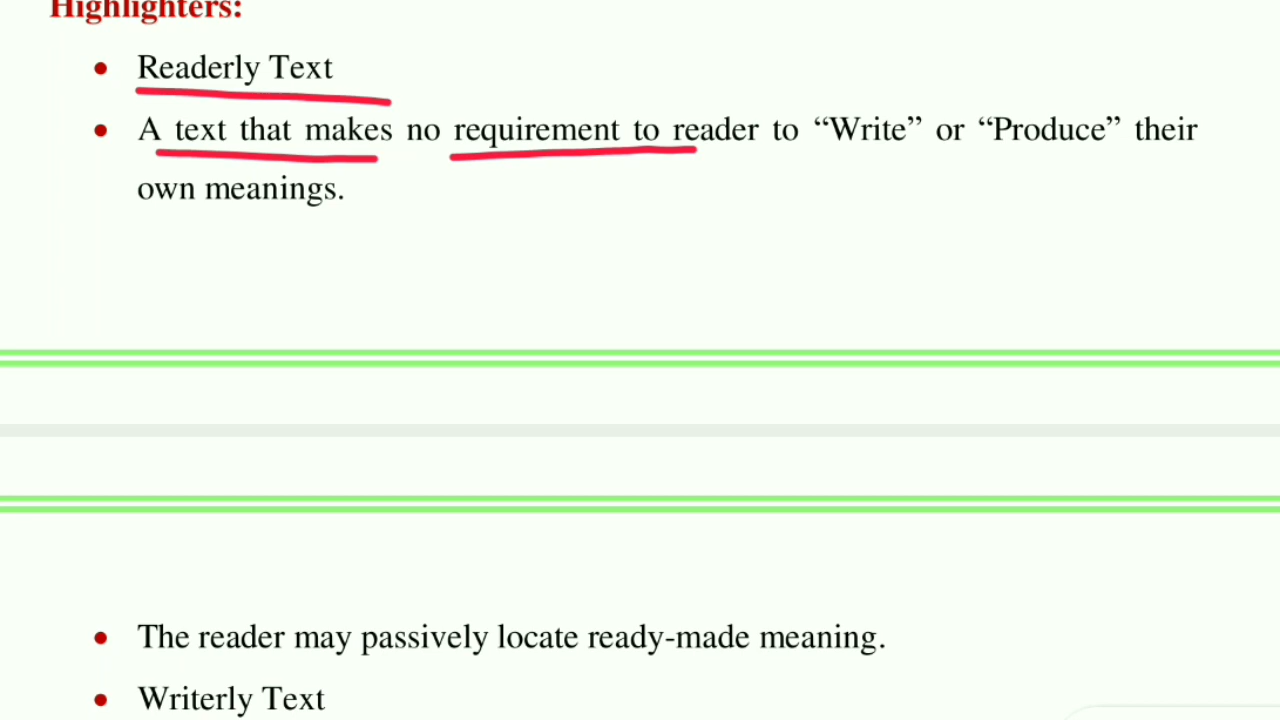 Highlighters:
Readerly Text
A text that makes no requirement to reader to “Write” or “Produce” their
own meanings.
The reader may passively locate ready-made meaning.
Writerly Text